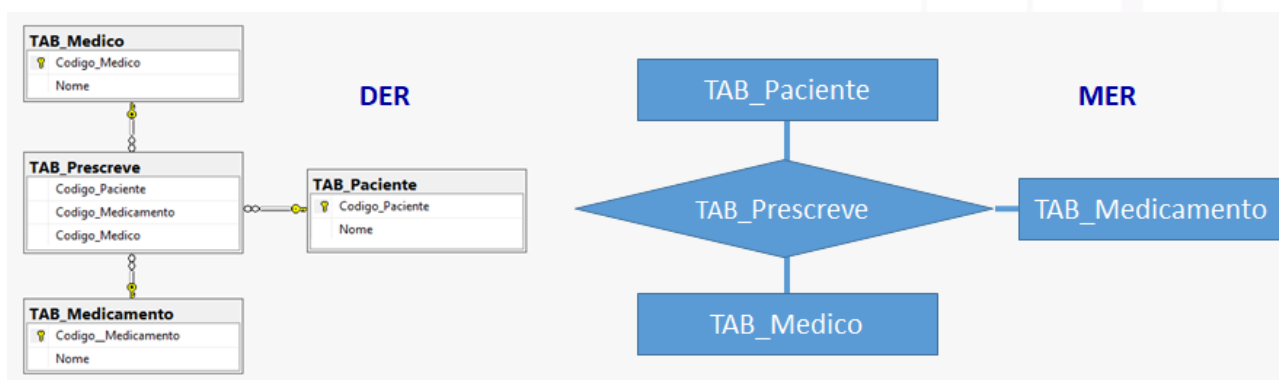 TAB_Medico
Codigo_Medico
Nome
DER
TAB_Prescreve
Codigo_Paciente
Codigo_Medicamento
Codigo_Medico
TAB_Paciente
Codigo_Paciente
Nome
TAB_Medicamento
Codigo__Medicamento
Nome
TAB_Paciente
MER
TAB_Prescreve
TAB_Medicamento
TAB_Medico